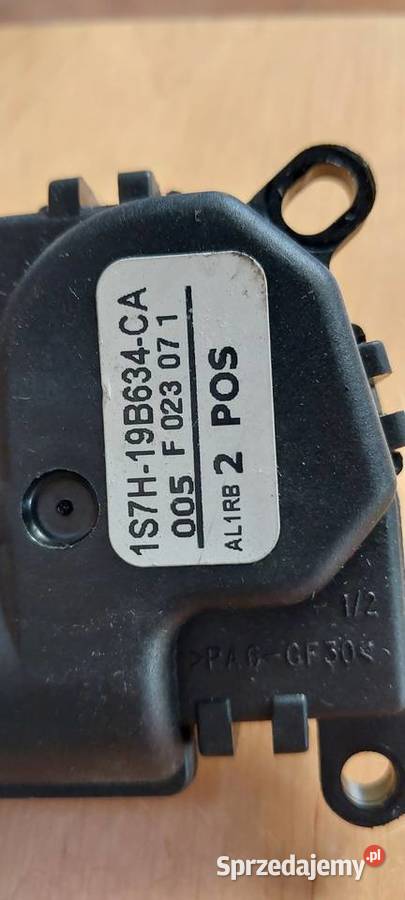 1S7H-19B634-CA
005 F 023 07 1
AL1RB 2 POS
1/2
>PA6-GF30<
Sprzedajemy.pl